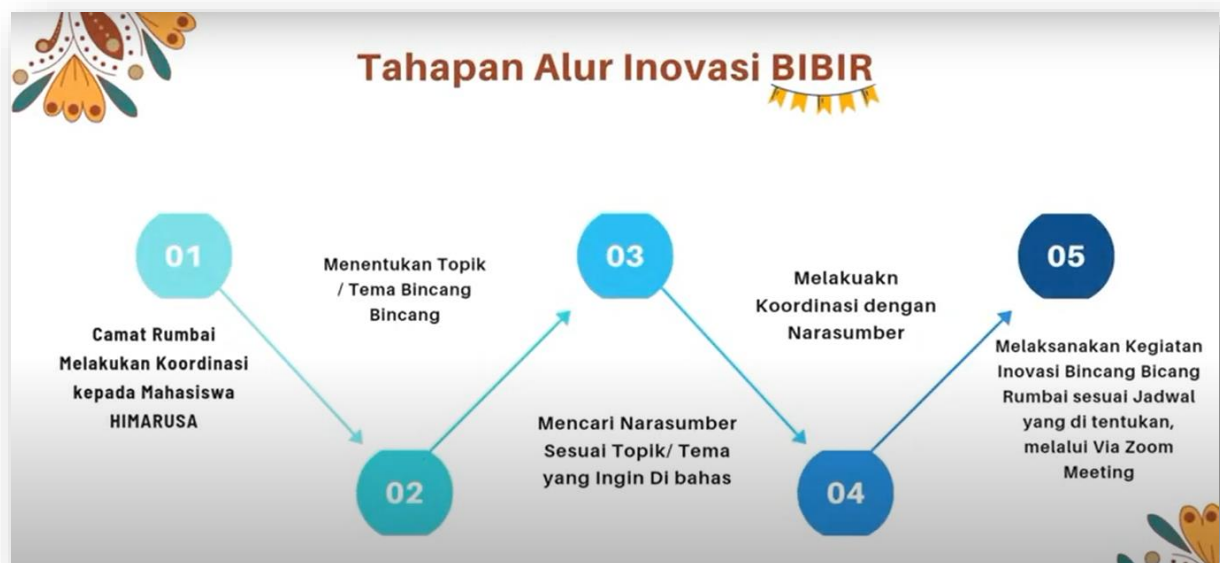 Tahapan Alur Inovasi BIBIR
01
Camat Rumbai
Melakukan Koordinasi
kepada Mahasiswa
HIMARUSA
Menentukan Topik
/ Tema Bincang
Bincang
02
03
Mencari Narasumber
Sesuai Topik/ Tema
yang Ingin Di bahas
Melakuakn
Koordinasi dengan
Narasumber
04
05
Melaksanakan Kegiatan
Inovasi Bincang Bicang
Rumbai sesuai Jadwal
yang di tentukan,
melalui Via Zoom
Meeting